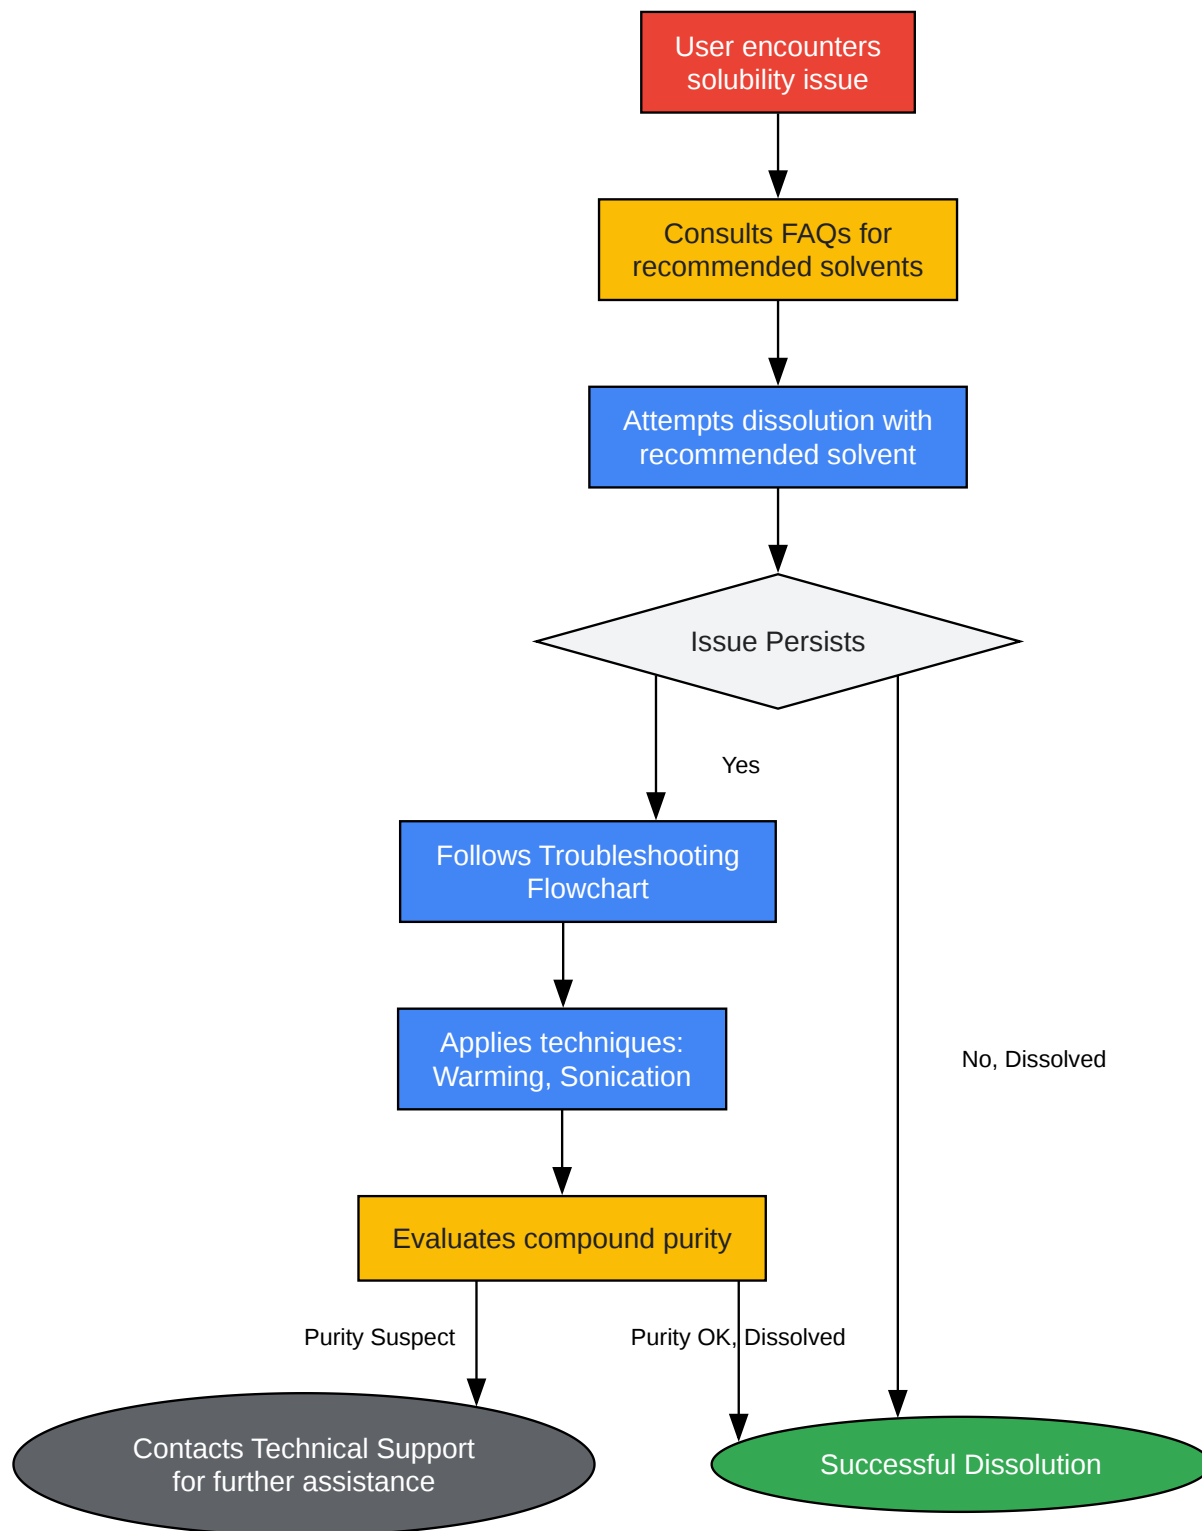 User encounters
solubility issue
Consults FAQs for
recommended solvents
Attempts dissolution with
recommended solvent
Issue Persists
Yes
Follows Troubleshooting
Flowchart
Applies techniques:
Warming, Sonication
No, Dissolved
Evaluates compound purity
Purity Suspect
Purity OK, Dissolved
Contacts Technical Support
for further assistance
Successful Dissolution